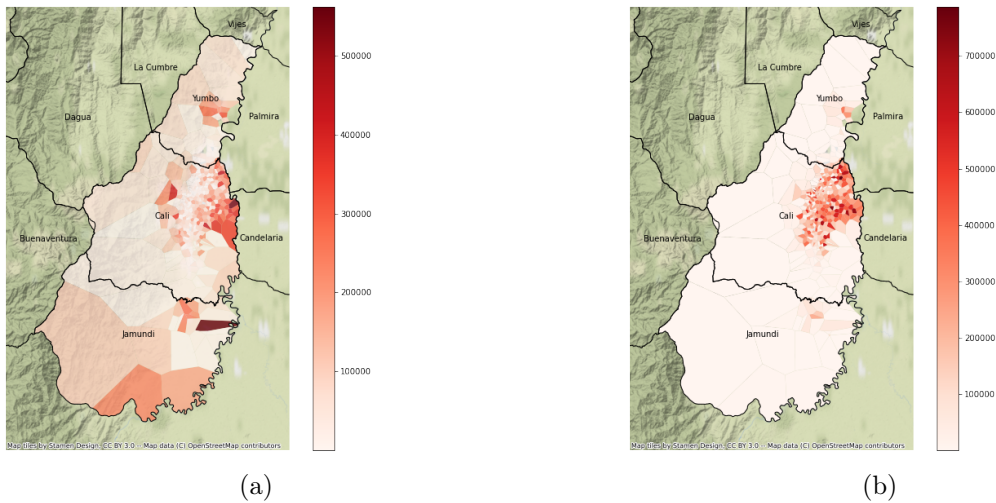 Vijes
La Cumbre
Yumbo
Dagua
Palmira
Cali
Buenaventura
Candelaria
Jamundi
Map tiles by Stamen Design, CC BY 3.0 -- Map data (C) OpenStreetMap contributors
500000
400000
300000
200000
100000
(a)
Vijes
La Cumbre
Yumbo
Dagua
Palmira
Cali
Buenaventura
Candelaria
Jamundi
Map tiles by Stamen Design, CC BY 3.0 -- Map data (C) OpenStreetMap contributors
700000
600000
500000
400000
300000
200000
100000
(b)